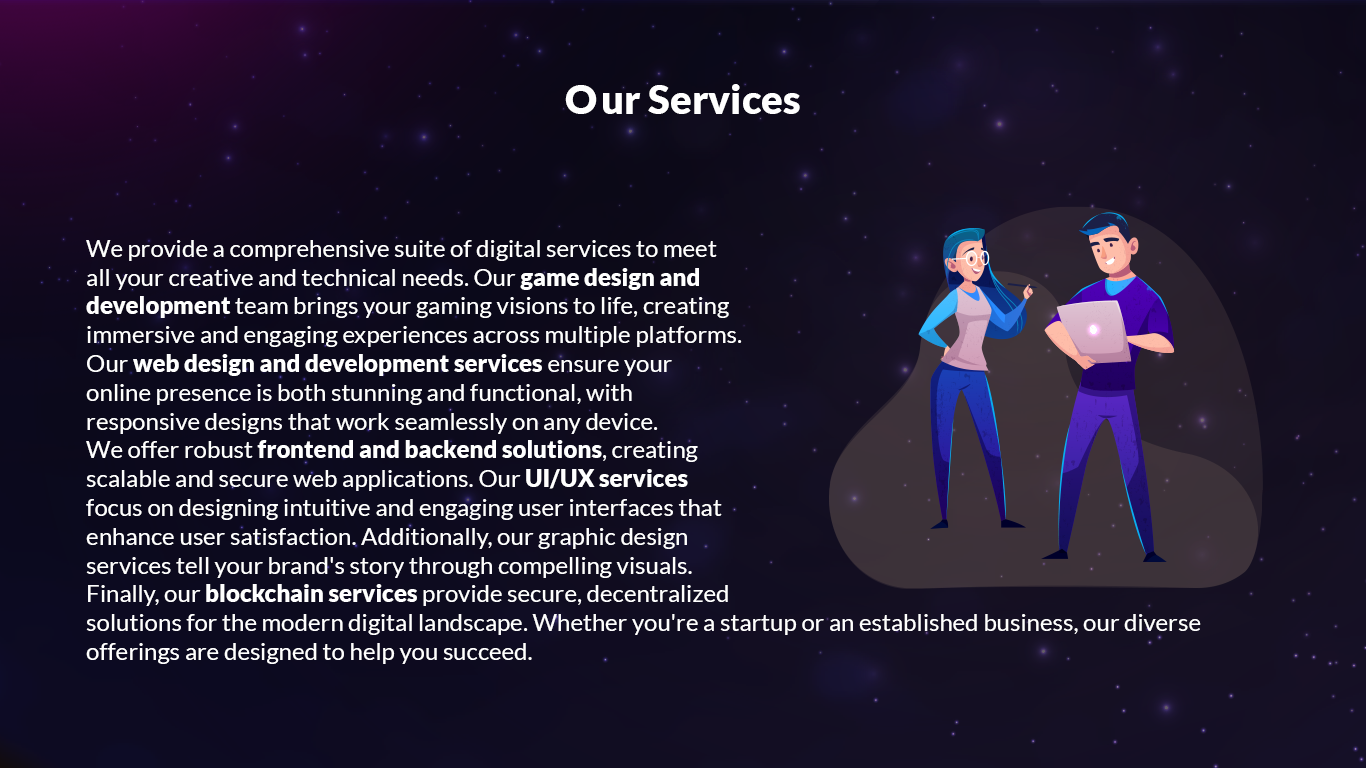 Our Services
We provide a comprehensive suite of digital services to meet
all your creative and technical needs. Our game design and
development team brings your gaming visions to life, creating
immersive and engaging experiences across multiple platforms.
Our web design and development services ensure your
online presence is both stunning and functional, with
responsive designs that work seamlessly on any device.
We offer robust frontend and backend solutions, creating
scalable and secure web applications. Our UI/UX services
focus on designing intuitive and engaging user interfaces that
enhance user satisfaction. Additionally, our graphic design
services tell your brand's story through compelling visuals.
Finally, our blockchain services provide secure, decentralized
solutions for the modern digital landscape. Whether you're a startup or an established business, our diverse
offerings are designed to help you succeed.